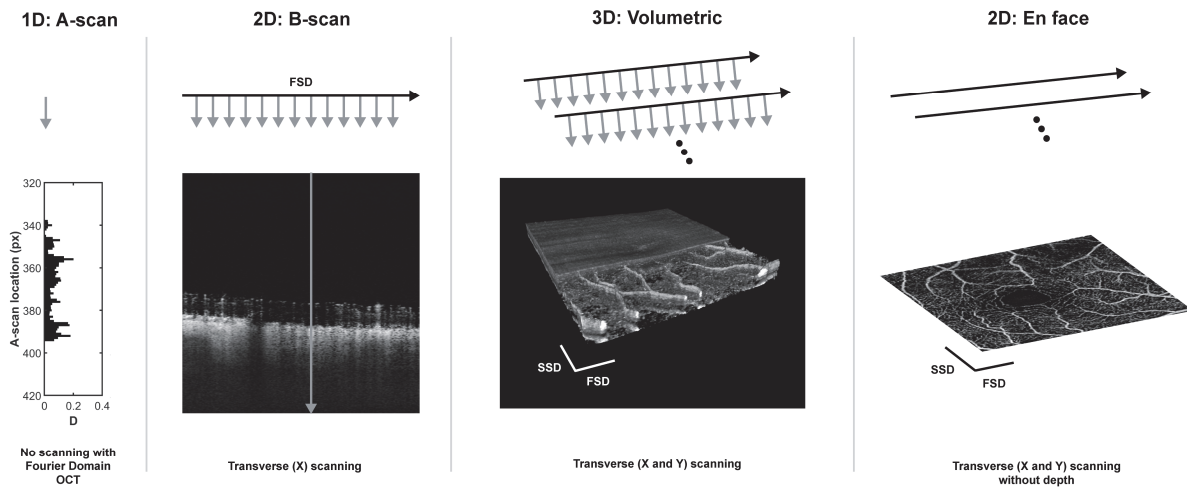 1D: A-scan
2D: B-scan
3D: Volumetric
2D: En face
FSD
320
340
360
380
400
420
A-scan location (px)
0
0.2
0.4
D
SSD
FSD
SSD
FSD
No scanning with
Fourier Domain
OCT
Transverse (X) scanning
Transverse (X and Y) scanning
Transverse (X and Y) scanning
without depth